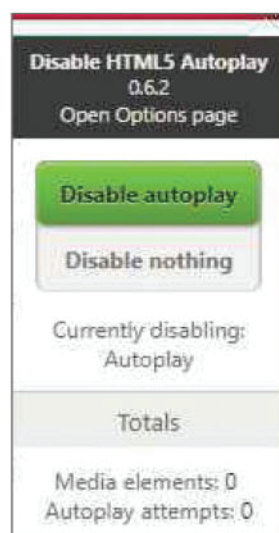 Disable HTML5 Autoplay
0.6.2
Open Options page
Disable autoplay
Disable nothing
Currently disabling:
Autoplay
Totals
Media elements: 0
Autoplay attempts: 0